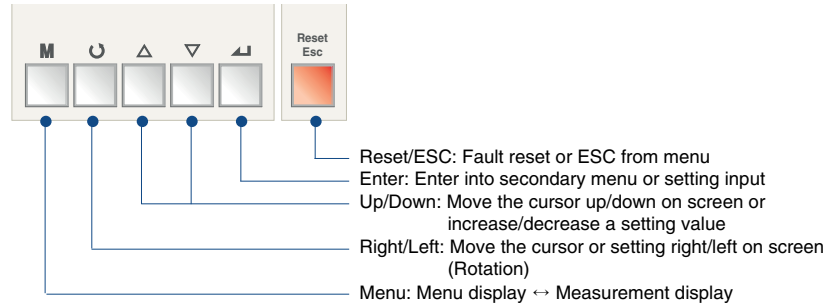 M
Reset
Esc
Reset/ESC: Fault reset or ESC from menu
Enter: Enter into secondary menu or setting input
Up/Down: Move the cursor up/down on screen or
increase/decrease a setting value
Right/Left: Move the cursor or setting right/left on screen
(Rotation)
Menu: Menu display ↔ Measurement display